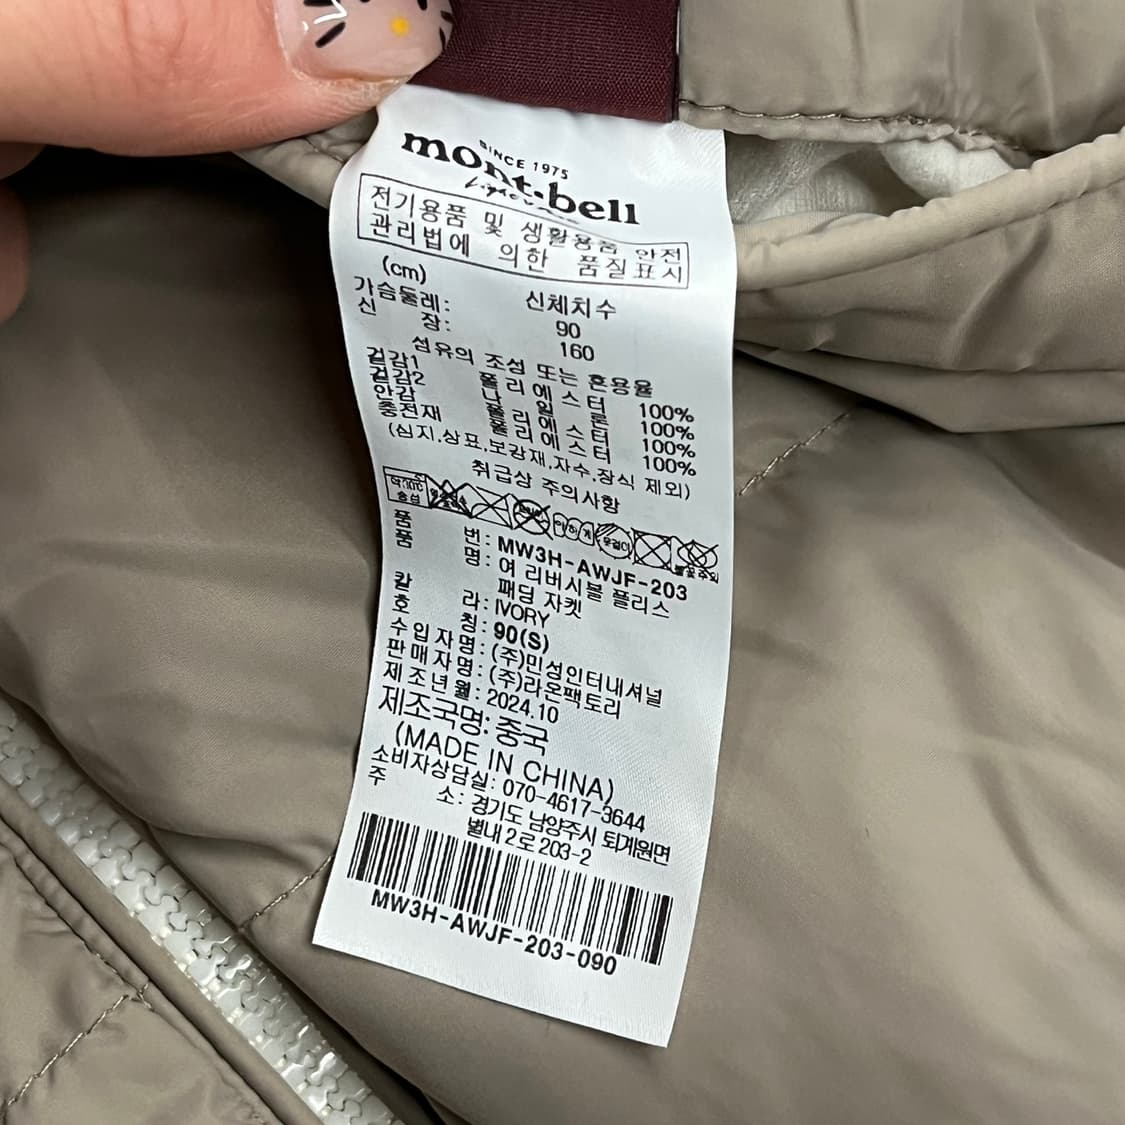 SINCE 1975
mont-bell
전기용품 및 생활용품 안전
관리법에 의한 품질표시
(cm) 신체치수
가슴둘레: 90
신 장: 160
섬유의 조성 또는 혼용율
겉감1 폴리에스터 100%
겉감2 나일론 100%
안감 폴리에스터 100%
충전재 폴리에스터 100%
(심지,상표,보강재,자수,장식 제외)
취급상 주의사항
품 번: MW3H-AWJF-203
품 명: 여 리버시블 플리스
패딩 자켓
칼 라: IVORY
호 칭: 90(S)
수입자명: (주)민성인터내셔널
판매자명: (주)라온팩토리
제조년월: 2024.10
제조국명: 중국
(MADE IN CHINA)
소비자상담실: 070-4617-3644
주 소: 경기도 남양주시 퇴계원면
별내2로 203-2
MW3H-AWJF-203-090